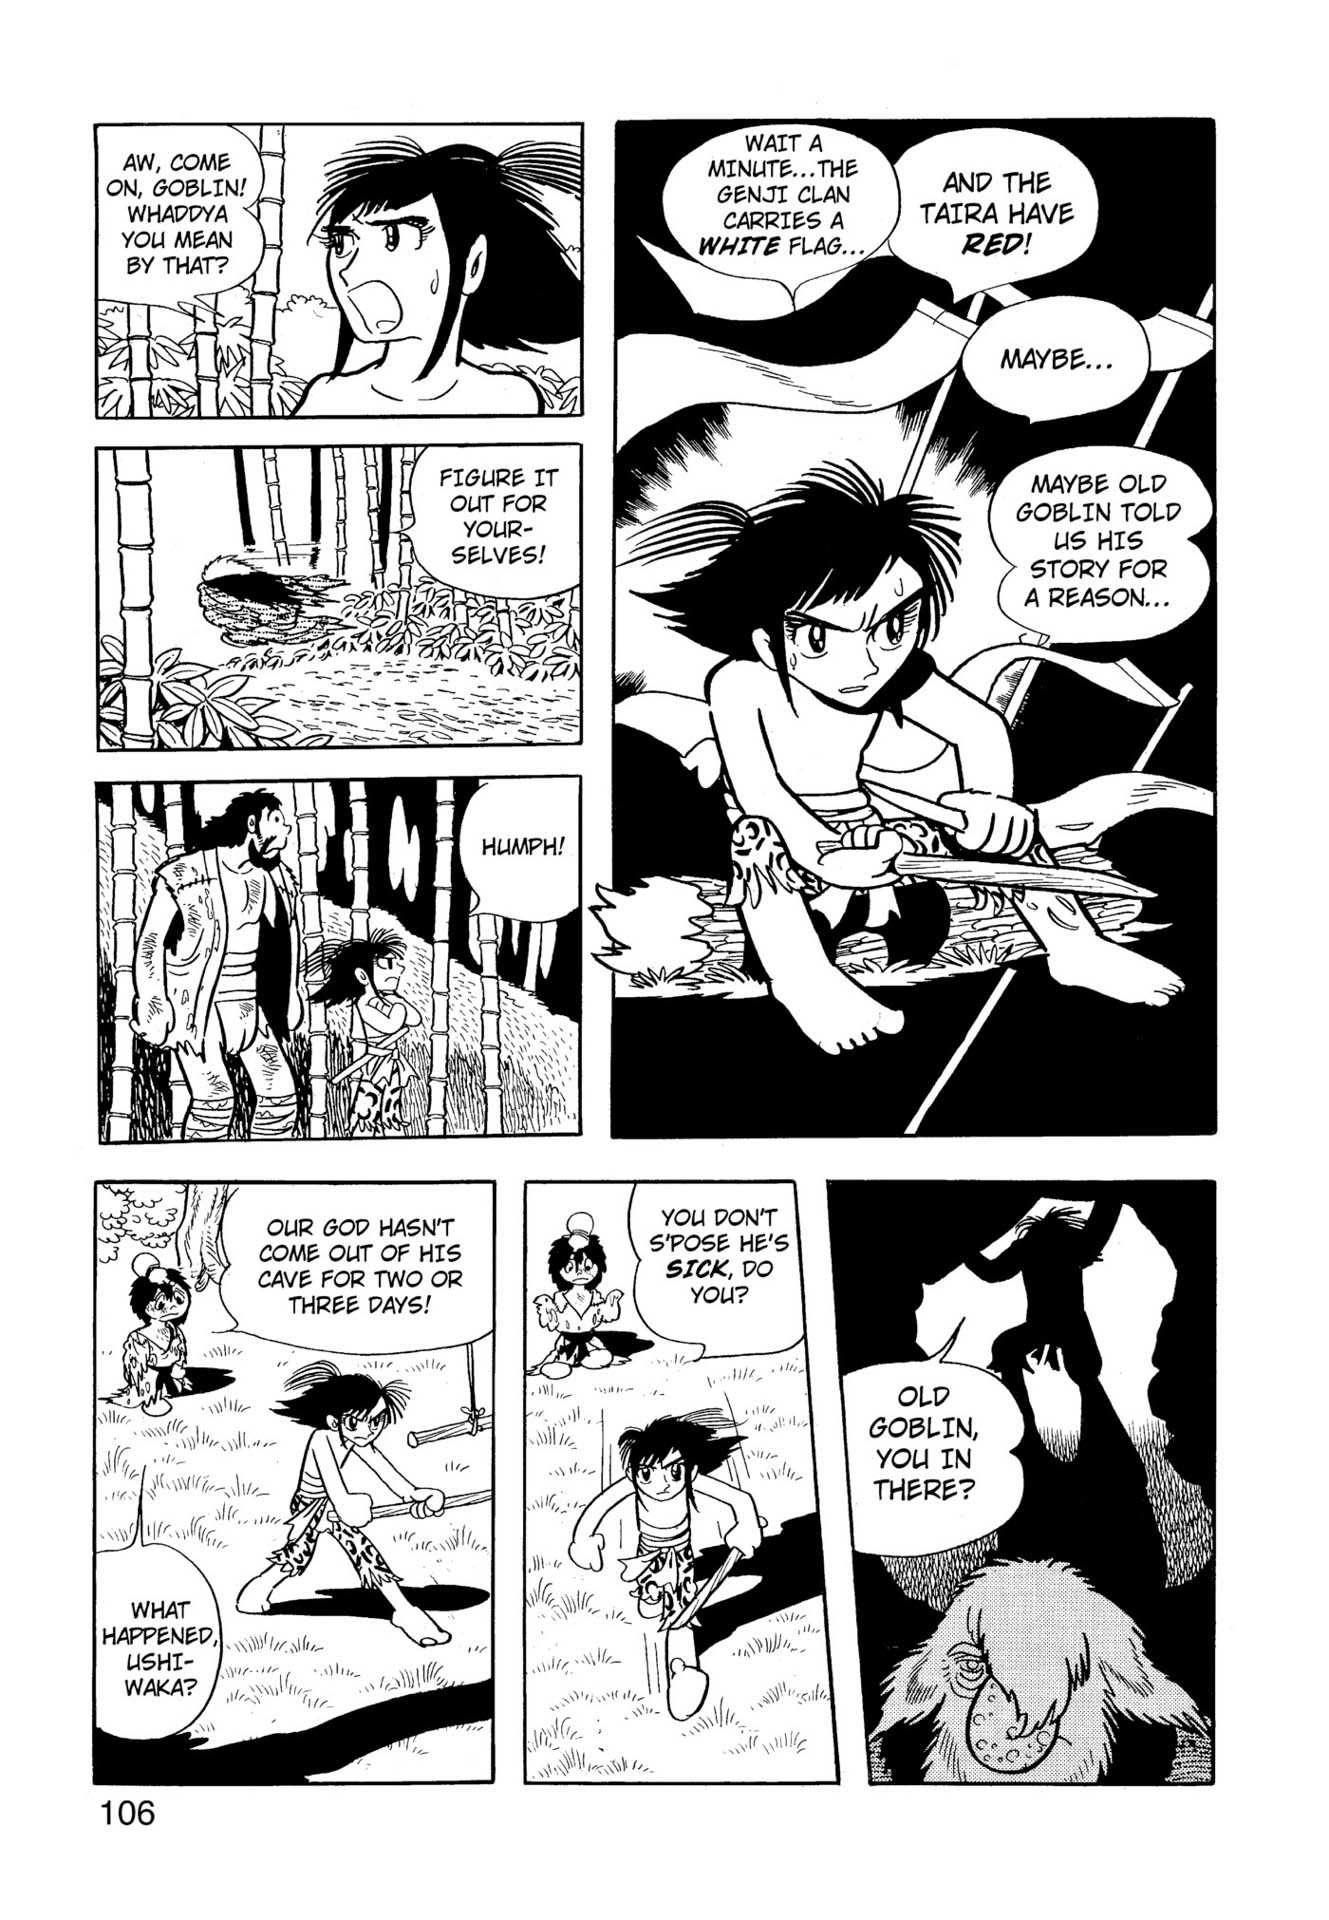 AW, COME
ON, GOBLIN!
WHADDYA
YOU MEAN
BY THAT?
FIGURE IT
OUT FOR
YOUR-
SELVES!
HUMPH!
WAIT A
MINUTE...THE
GENJI CLAN
CARRIES A
WHITE FLAG...
AND THE
TAIRA HAVE
RED!
MAYBE...
MAYBE OLD
GOBLIN TOLD
US HIS
STORY FOR
A REASON...
OUR GOD HASN'T
COME OUT OF HIS
CAVE FOR TWO OR
THREE DAYS!
WHAT
HAPPENED,
USHI-
WAKA?
YOU DON'T
S'POSE HE'S
SICK, DO
YOU?
OLD
GOBLIN,
YOU IN
THERE?
106